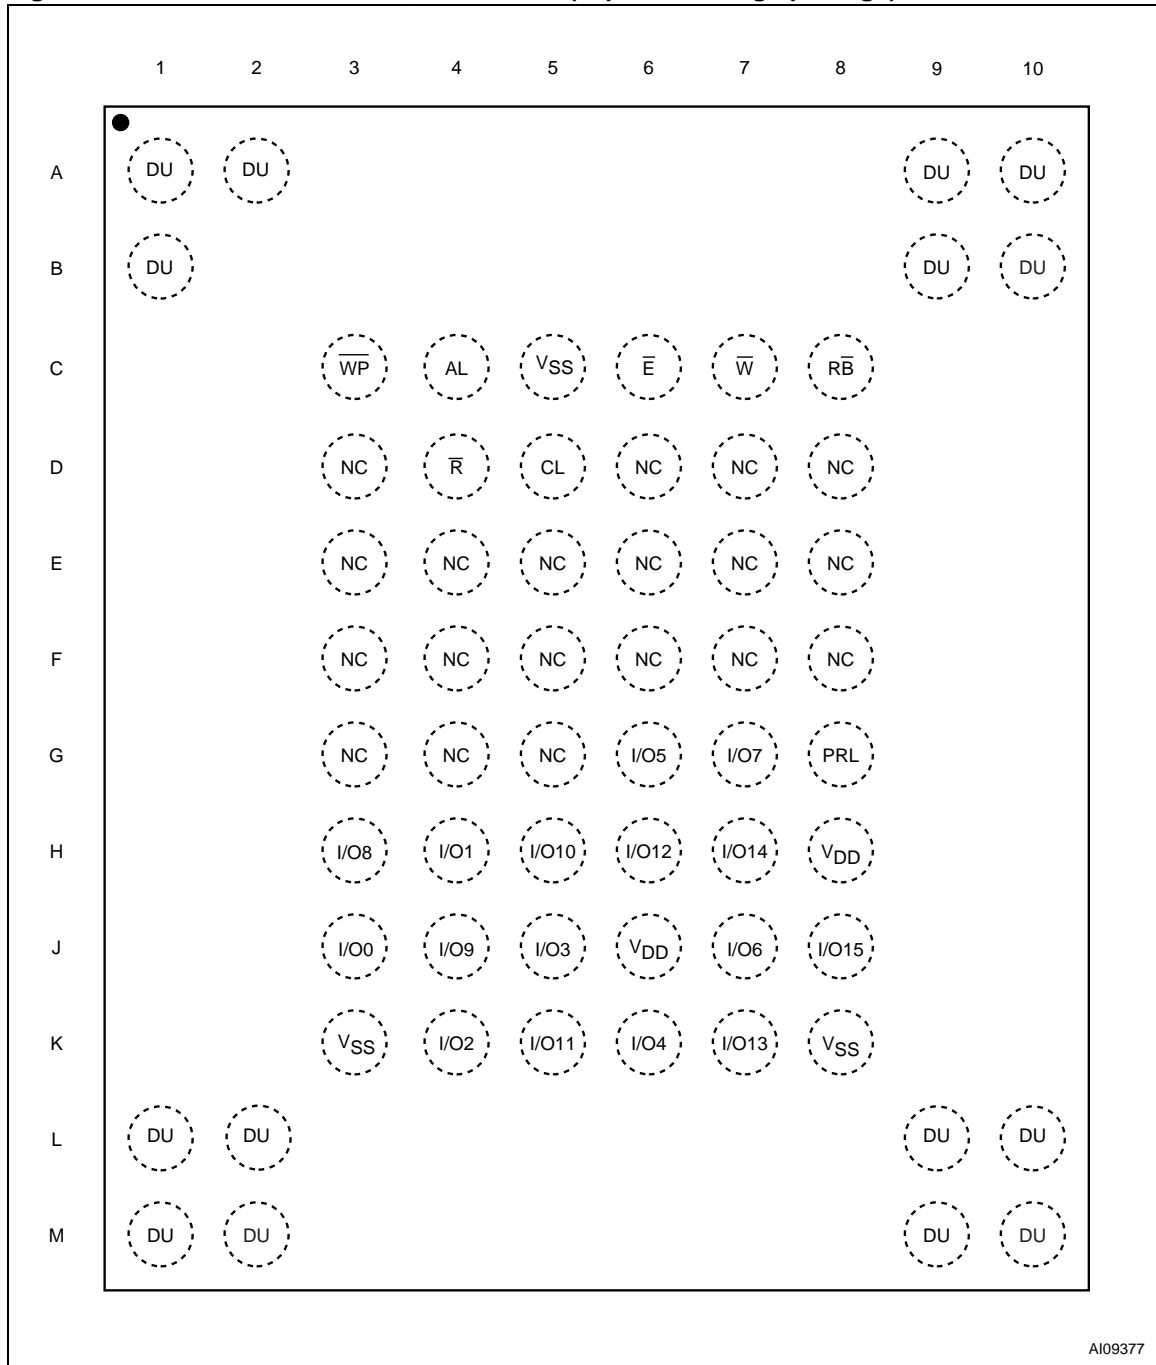 1 2 3 4 5 6 7 8 9 10
A DU DU DU DU
B DU DU DU
C W̅P̅ AL VSS E̅ W̅ RB̅
D NC R̅ CL NC NC NC
E NC NC NC NC NC NC
F NC NC NC NC NC NC
G NC NC NC I/O5 I/O7 PRL
H I/O8 I/O1 I/O10 I/O12 I/O14 VDD
J I/O0 I/O9 I/O3 VDD I/O6 I/O15
K VSS I/O2 I/O11 I/O4 I/O13 VSS
L DU DU DU DU
M DU DU DU DU
AI09377